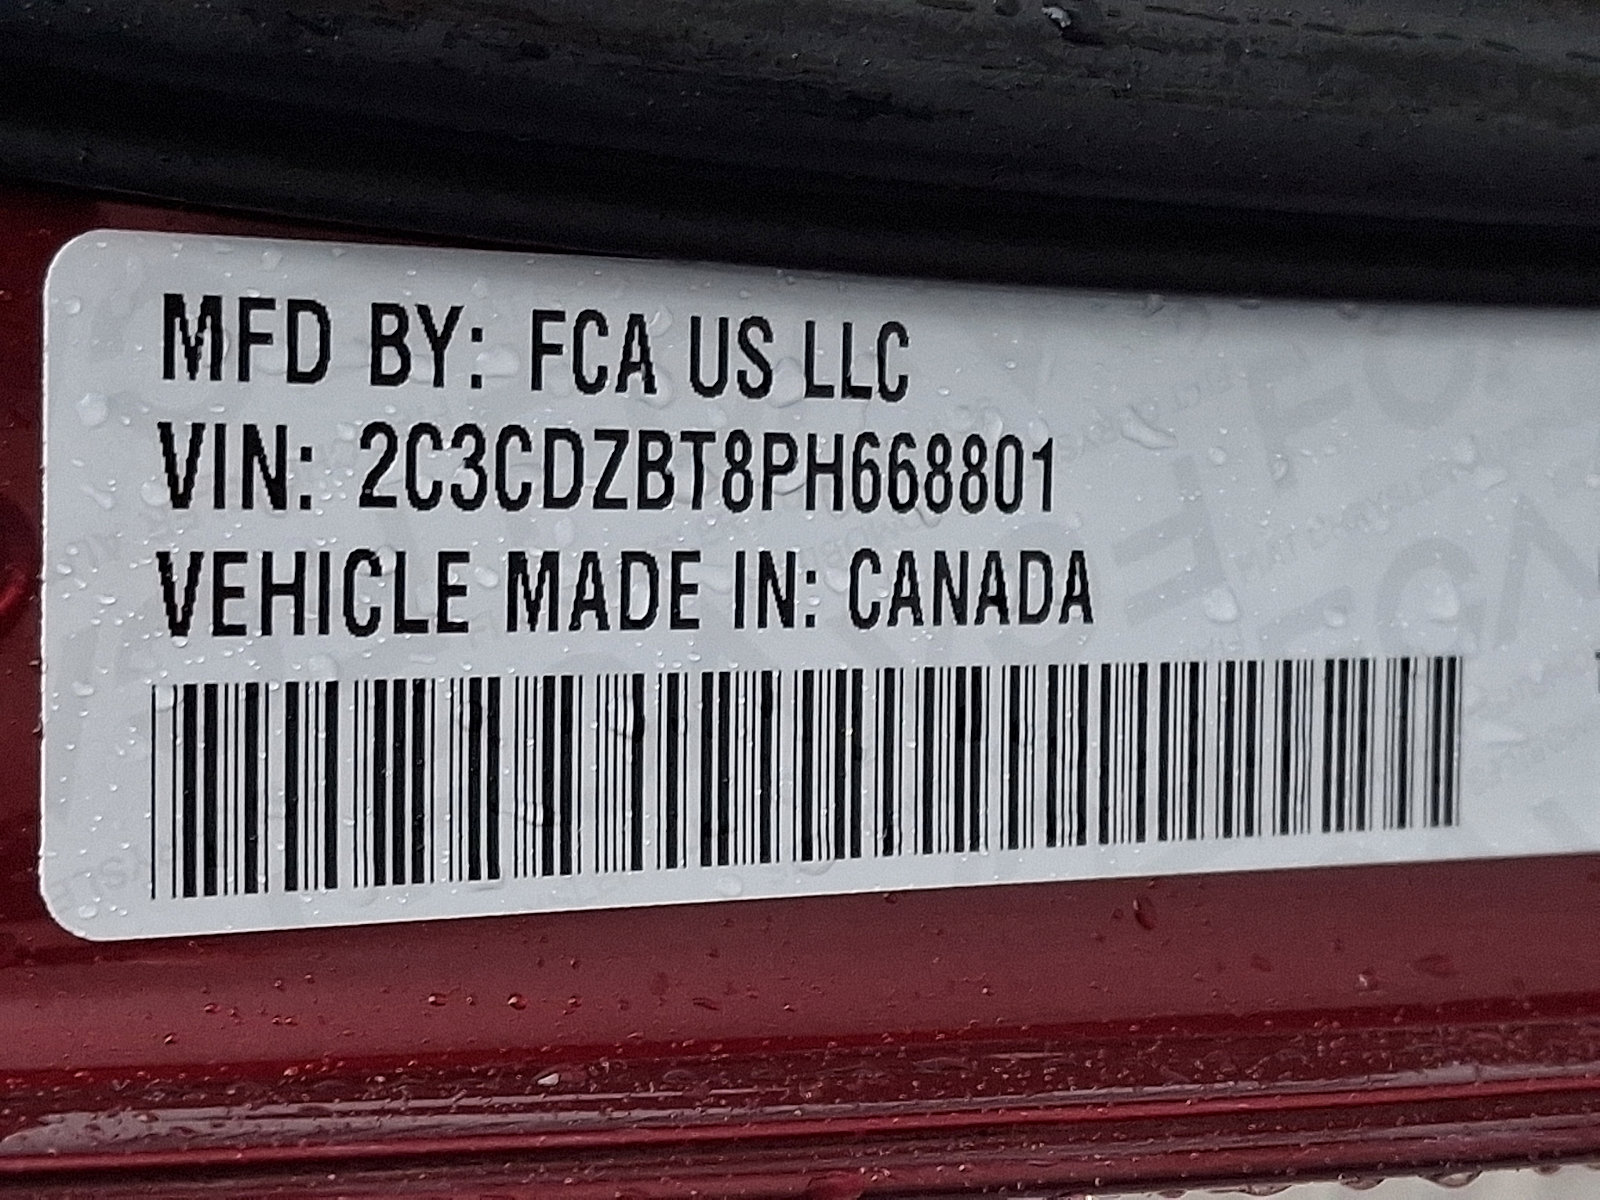 MFD BY: FCA US LLC
VIN: 2C3CDZBT8PH668801
VEHICLE MADE IN: CANADA